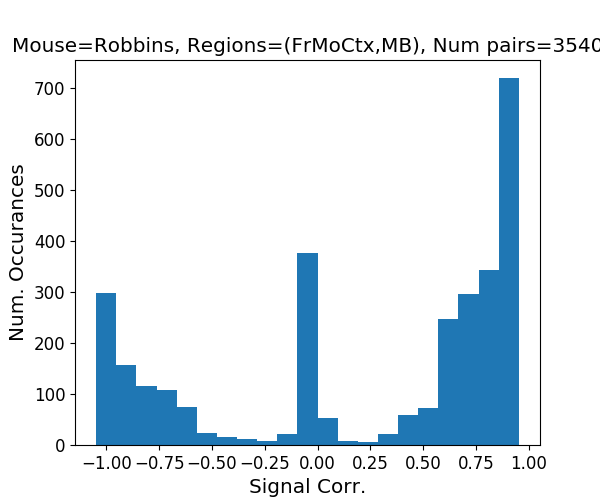 Mouse=Robbins, Regions=(FrMoCtx,MB), Num pairs=3540
Num. Occurances
700
600
500
400
300
200
100
0
−1.00 −0.75 −0.50 −0.25 0.00 0.25 0.50 0.75 1.00
Signal Corr.